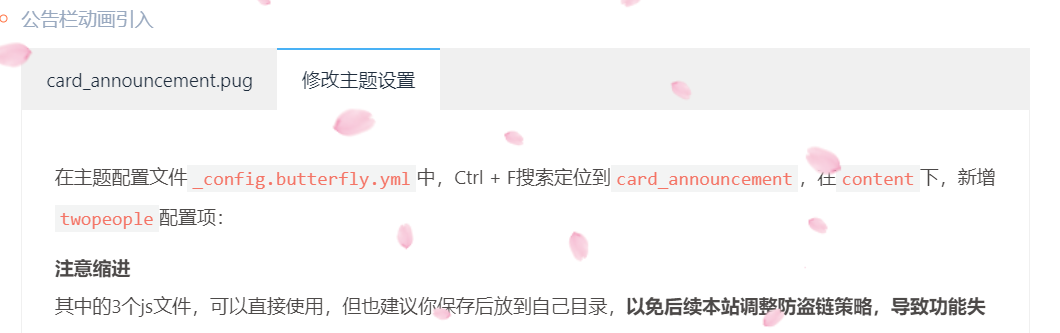 公告栏动画引入
card_announcement.pug 修改主题设置
在主题配置文件_config.butterfly.yml中，Ctrl + F搜索定位到card_announcement，在content下，新增
twopeople配置项：
注意缩进
其中的3个js文件，可以直接使用，但也建议你保存后放到自己目录，以免后续本站调整防盗链策略，导致功能失